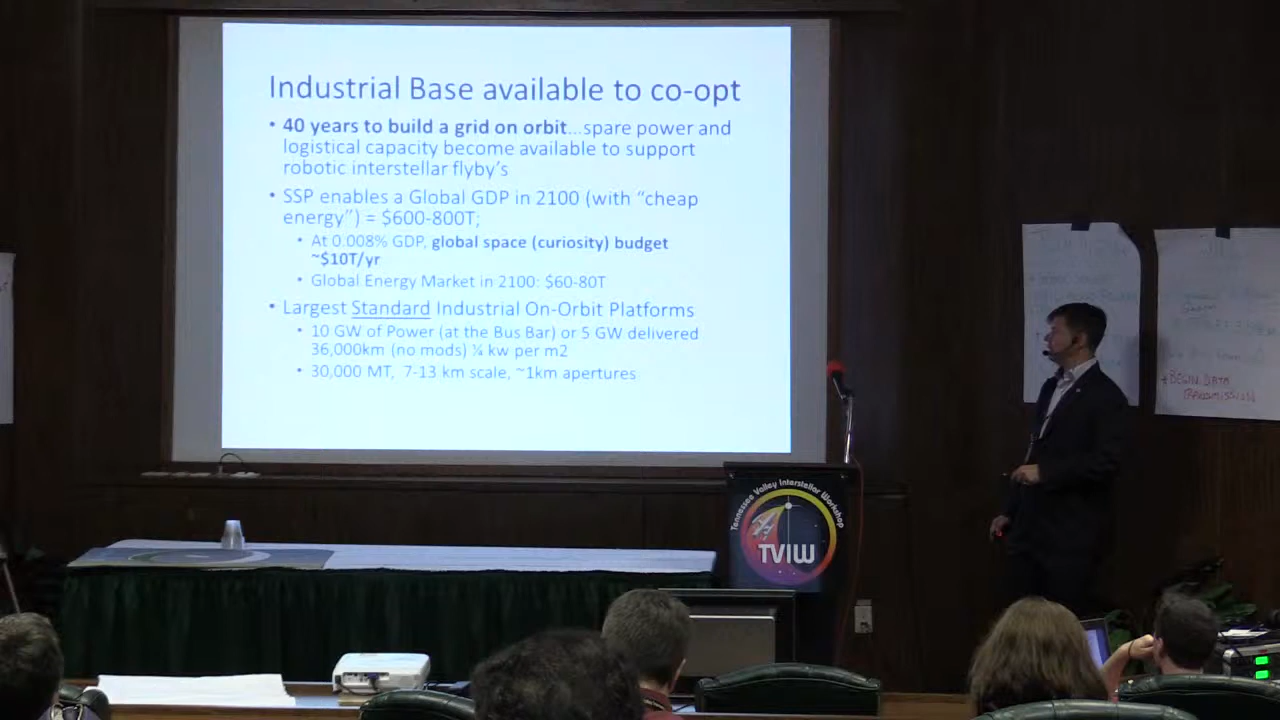 Industrial Base available to co-opt
• 40 years to build a grid on orbit...spare power and
logistical capacity become available to support
robotic interstellar flyby's
• SSP enables a Global GDP in 2100 (with “cheap
energy”) = $600-800T;
• At 0.008% GDP, global space (curiosity) budget
~$10T/yr
• Global Energy Market in 2100: $60-80T
• Largest Standard Industrial On-Orbit Platforms
• 10 GW of Power (at the Bus Bar) or 5 GW delivered
36,000km (no mods) ¼ kw per m2
• 30,000 MT, 7-13 km scale, ~1km apertures
+ BEGIN DATA
Tennessee Valley Interstellar Workshop
TVIW